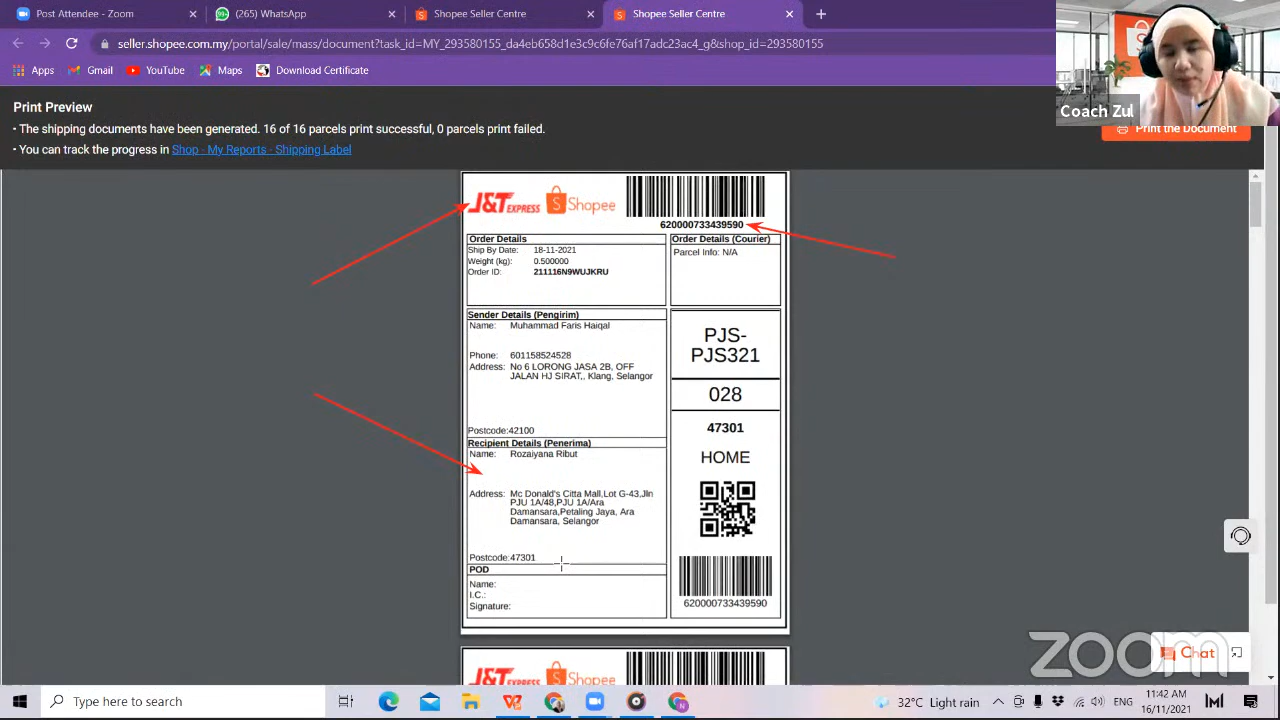 Post Attende - Zoom
(265) WhatsApp
Shopee Seller Centre
Shopee Seller Centre
seller.shopee.com.my/portal/sale/mass/document?task_id=MY_293580155_da4eb658d1e3c9c6fe76af17adc23ac4_g&shop_id=293580155
Apps
Gmail
YouTube
Maps
Download Certificate
Coach Zul
Print Preview
• The shipping documents have been generated. 16 of 16 parcels print successful, 0 parcels print failed.
• You can track the progress in Shop - My Reports - Shipping Label
Print the Document
J&T EXPRESS
Shopee
620000733439590
Order Details
Ship By Date: 18-11-2021
Weight (kg): 0.500000
Order ID: 211116N9WUJKRU
Order Details (Courier)
Parcel Info: N/A
Sender Details (Pengirim)
Name: Muhammad Faris Haiqal
Phone: 601158524528
Address: No 6 LORONG JASA 2B, OFF
JALAN HJ SIRAT,, Klang, Selangor
Postcode:42100
PJS-
PJS321
028
47301
HOME
Recipient Details (Penerima)
Name: Rozaiyana Ribut
Address: Mc Donald's Citta Mall,Lot G-43,Jln
PJU 1A/48,PJU 1A/Ara
Damansara,Petaling Jaya, Ara
Damansara, Selangor
Postcode:47301
POD
Name:
I.C.:
Signature:
620000733439590
J&T EXPRESS
Shopee
zoom
Chat
Type here to search
32°C Light rain
ENG
11:42 AM
16/11/2021